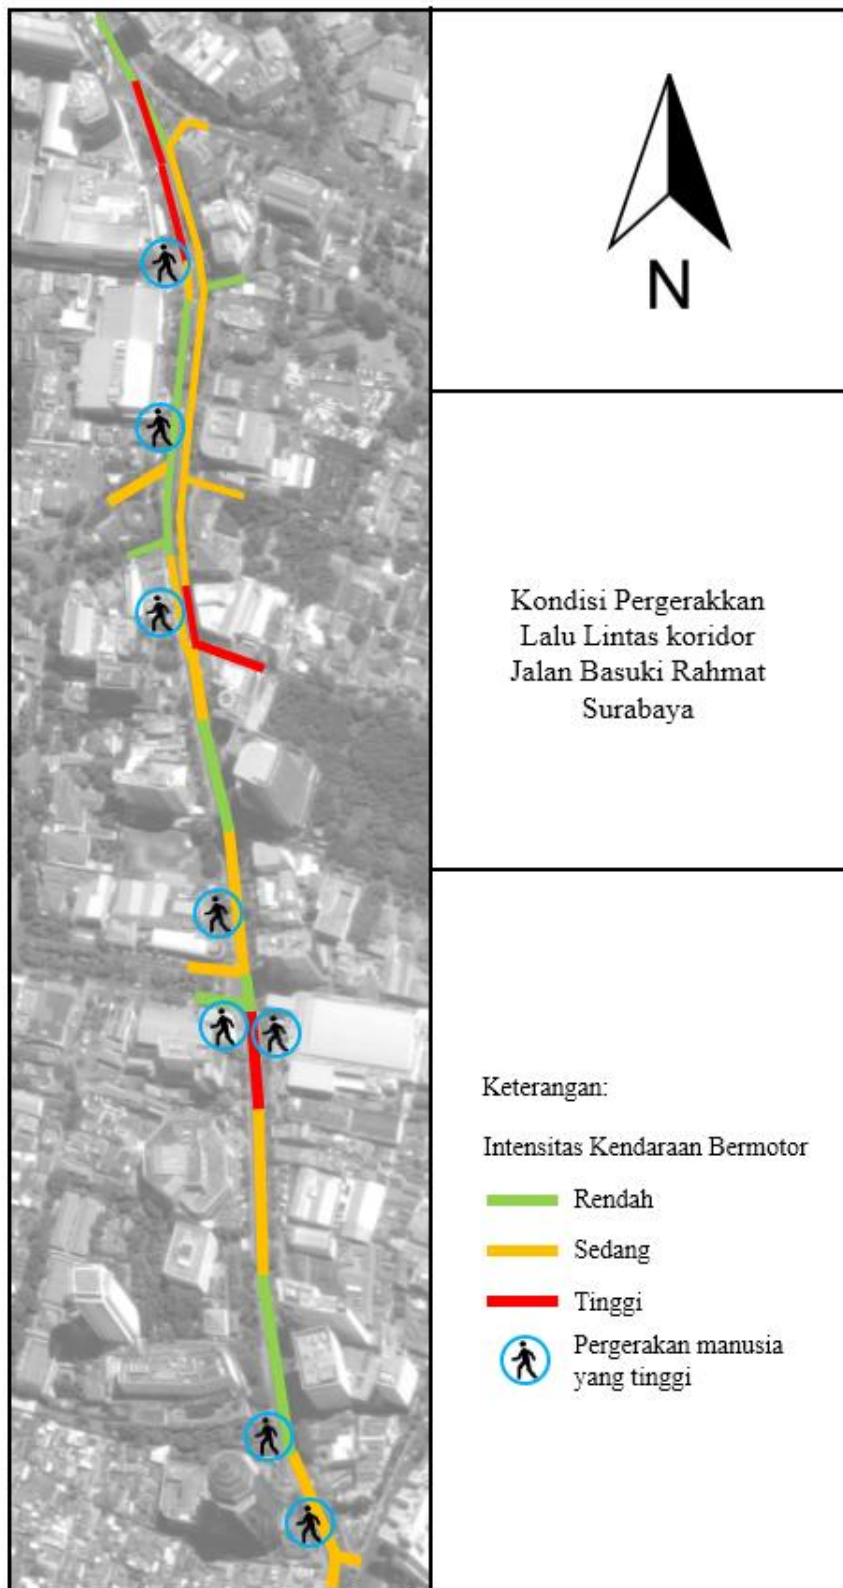 N
Kondisi Pergerakkan
Lalu Lintas koridor
Jalan Basuki Rahmat
Surabaya
Keterangan:
Intensitas Kendaraan Bermotor
Rendah
Sedang
Tinggi
Pergerakan manusia
yang tinggi